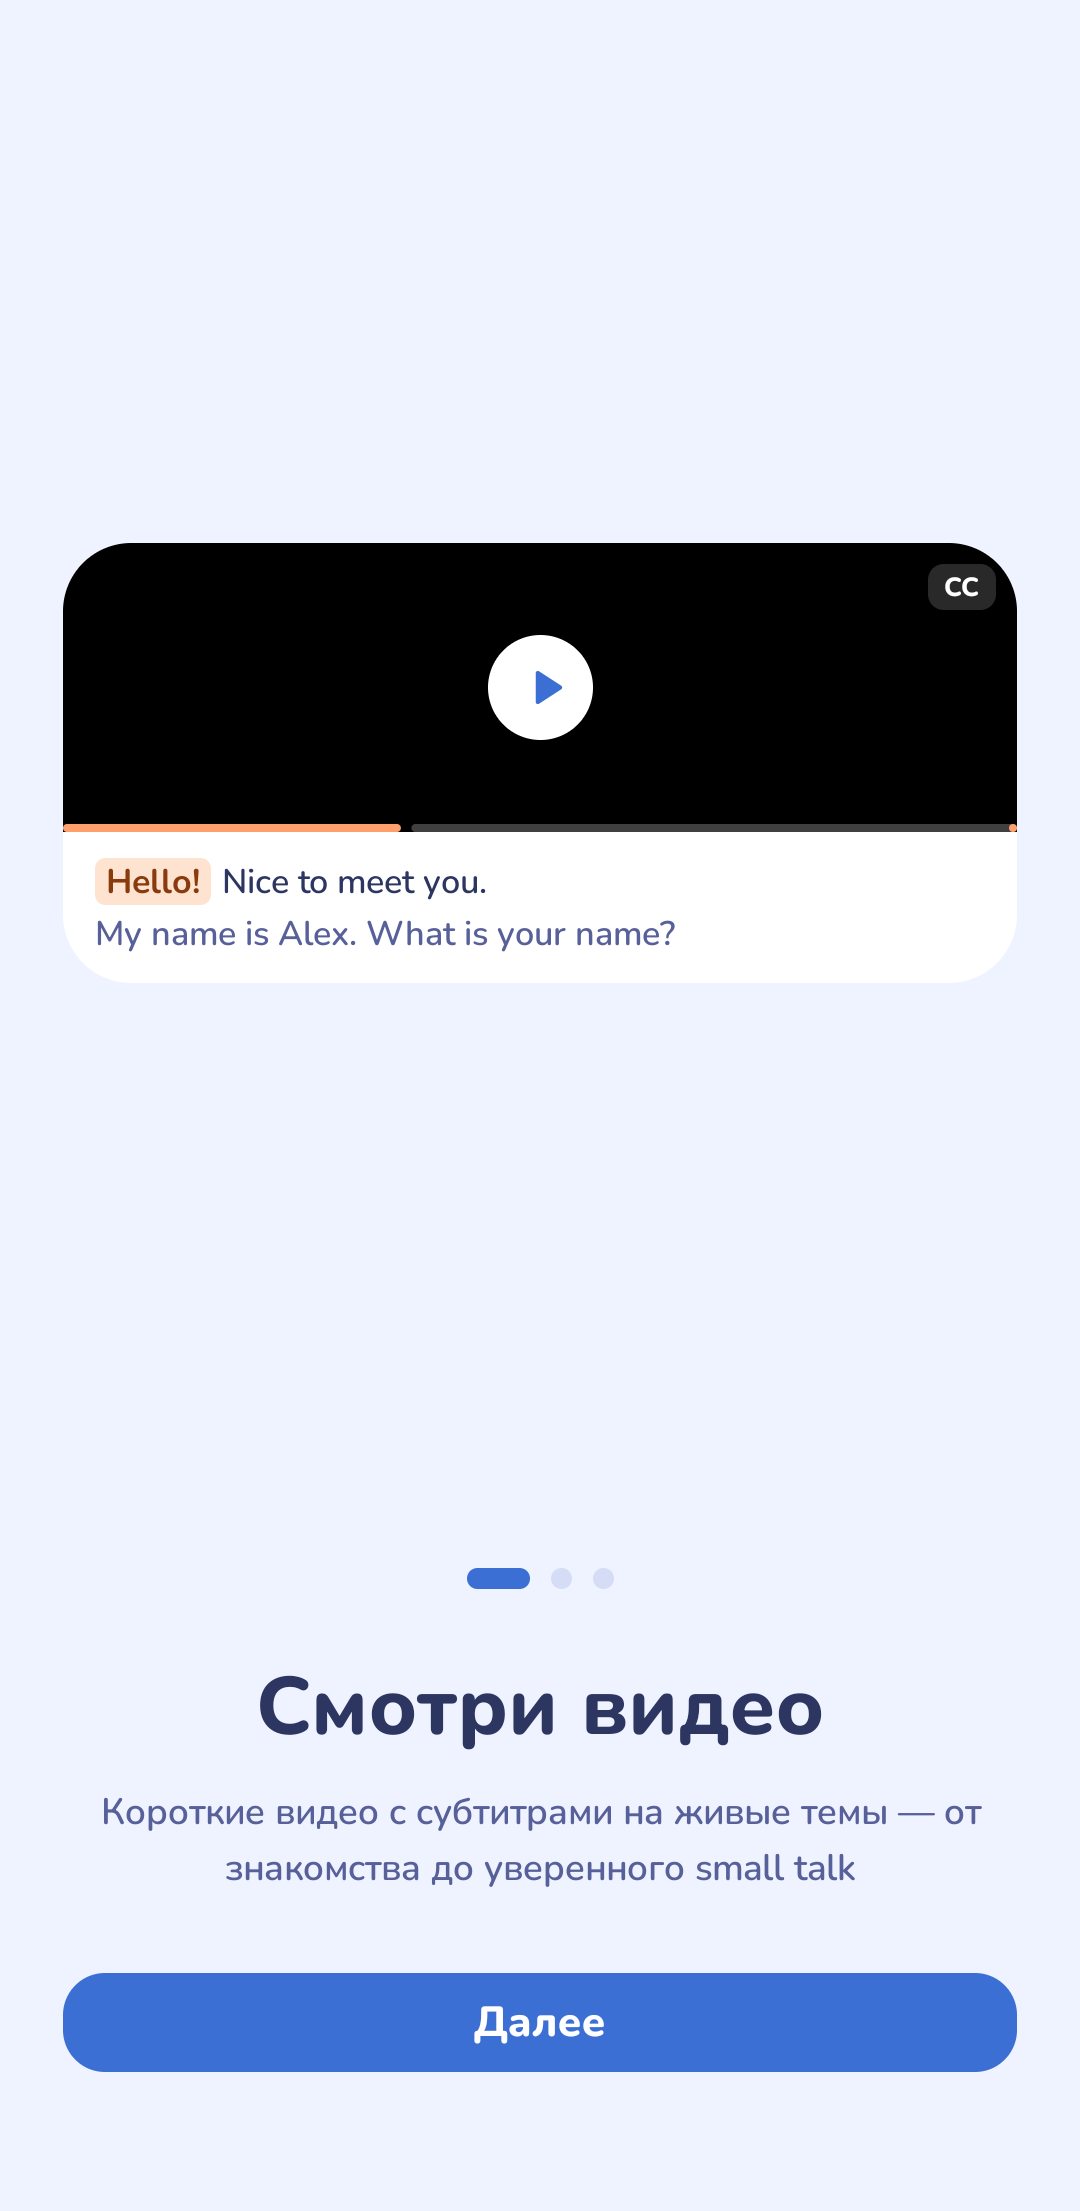 CC
Hello! Nice to meet you.
My name is Alex. What is your name?
Смотри видео
Короткие видео с субтитрами на живые темы — от
знакомства до уверенного small talk
Далее